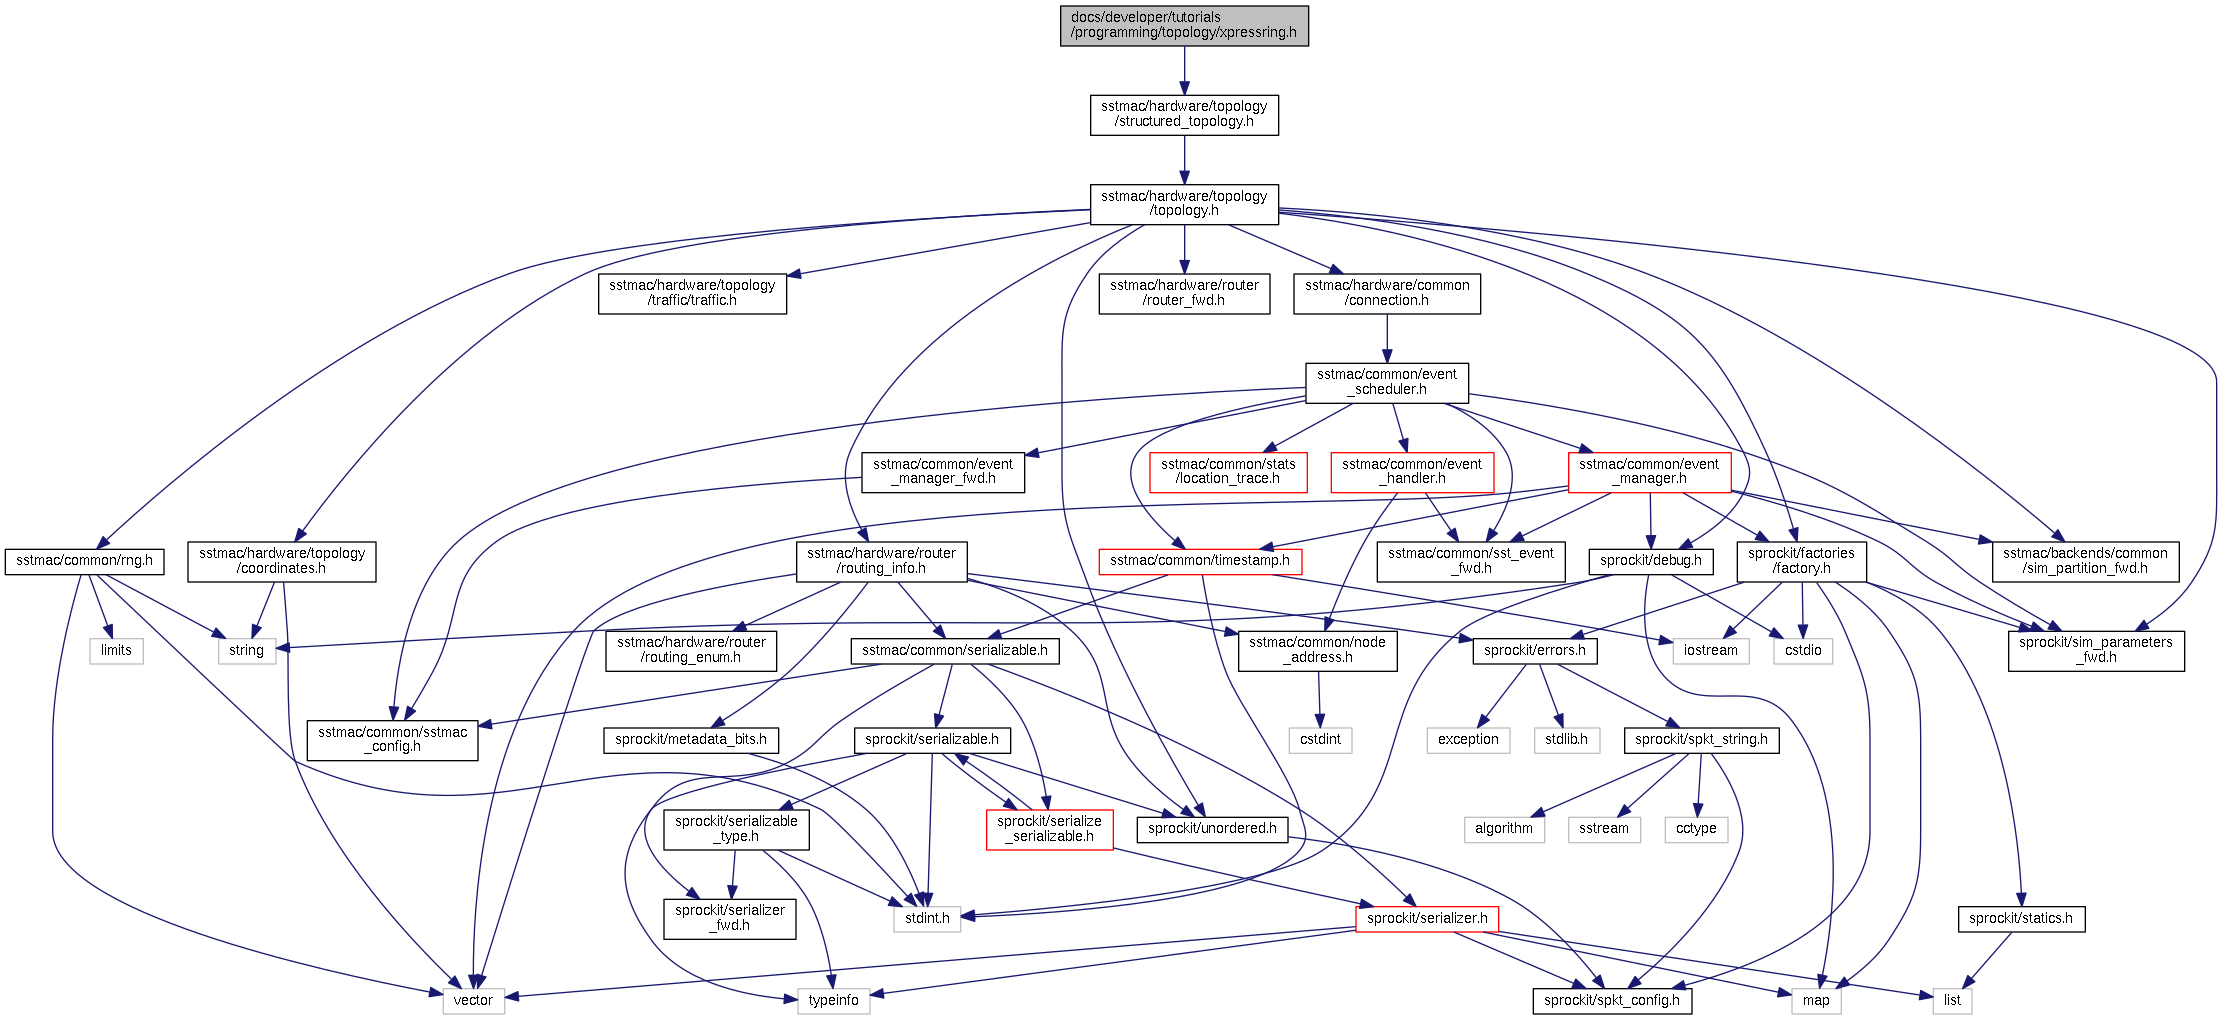 docs/developer/tutorials
/programming/topology/xpressring.h
sstmac/hardware/topology
/structured_topology.h
sstmac/hardware/topology
/topology.h
sstmac/hardware/topology
/traffic/traffic.h
sstmac/hardware/router
/router_fwd.h
sstmac/hardware/common
/connection.h
sstmac/common/event
_scheduler.h
sstmac/common/event
_manager_fwd.h
sstmac/common/stats
/location_trace.h
sstmac/common/event
_handler.h
sstmac/common/event
_manager.h
sstmac/common/rng.h
sstmac/hardware/topology
/coordinates.h
sstmac/hardware/router
/routing_info.h
sstmac/common/timestamp.h
sstmac/common/sst_event
_fwd.h
sprockit/debug.h
sprockit/factories
/factory.h
sstmac/backends/common
/sim_partition_fwd.h
limits
string
sstmac/hardware/router
/routing_enum.h
sstmac/common/serializable.h
sstmac/common/node
_address.h
sprockit/errors.h
iostream
cstdio
sprockit/sim_parameters
_fwd.h
sstmac/common/sstmac
_config.h
sprockit/metadata_bits.h
sprockit/serializable.h
cstdint
exception
stdlib.h
sprockit/spkt_string.h
sprockit/serializable
_type.h
sprockit/serialize
_serializable.h
sprockit/unordered.h
algorithm
sstream
cctype
sprockit/serializer
_fwd.h
stdint.h
sprockit/serializer.h
sprockit/statics.h
vector
typeinfo
sprockit/spkt_config.h
map
list